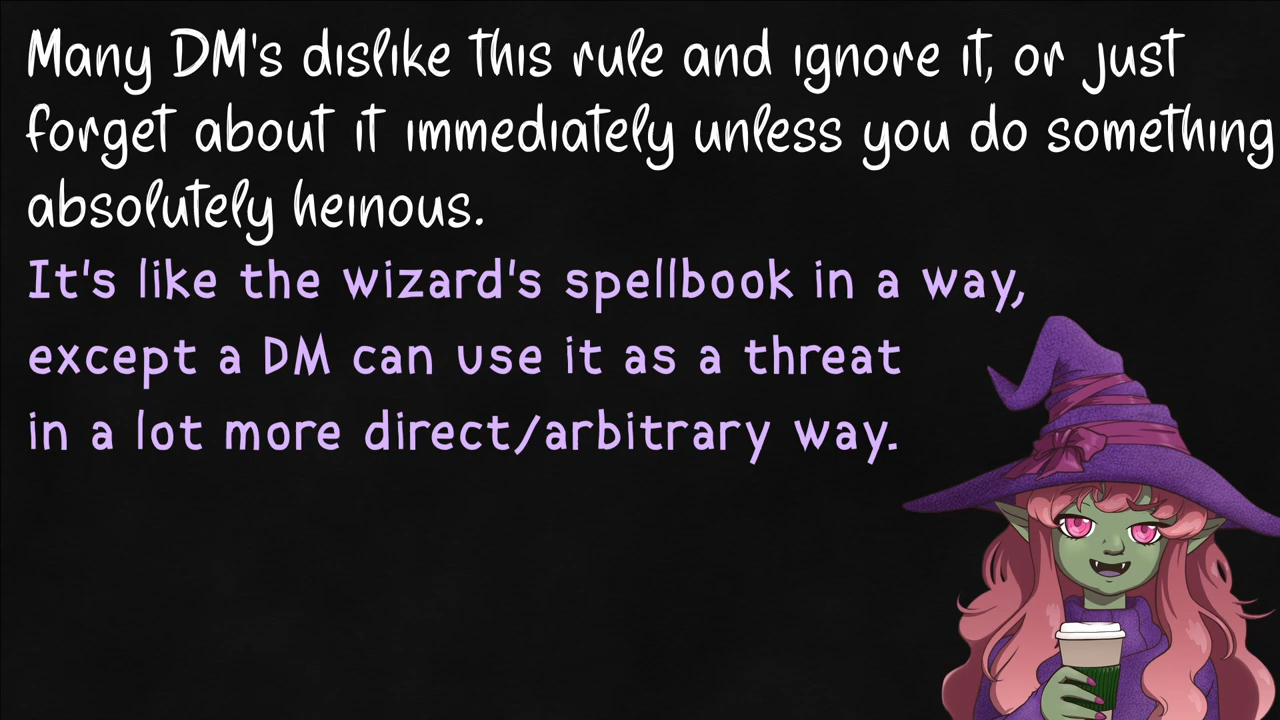 Many DM's dislike this rule and ignore it, or just
forget about it immediately unless you do something
absolutely heinous.
It's like the wizard's spellbook in a way,
except a DM can use it as a threat
in a lot more direct/arbitrary way.